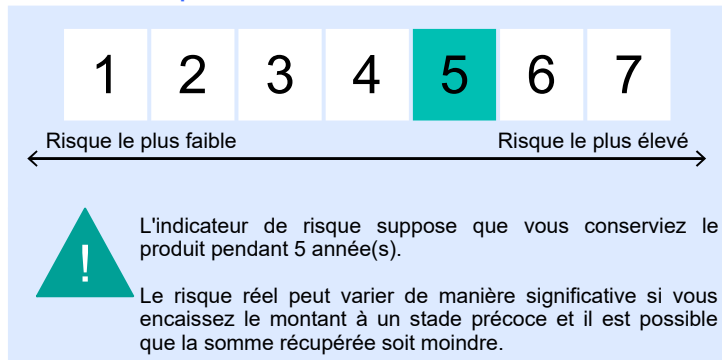 1 2 3 4 5 6 7
Risque le plus faible Risque le plus élevé
!
L'indicateur de risque suppose que vous conserviez le
produit pendant 5 année(s).
Le risque réel peut varier de manière significative si vous
encaissez le montant à un stade précoce et il est possible
que la somme récupérée soit moindre.